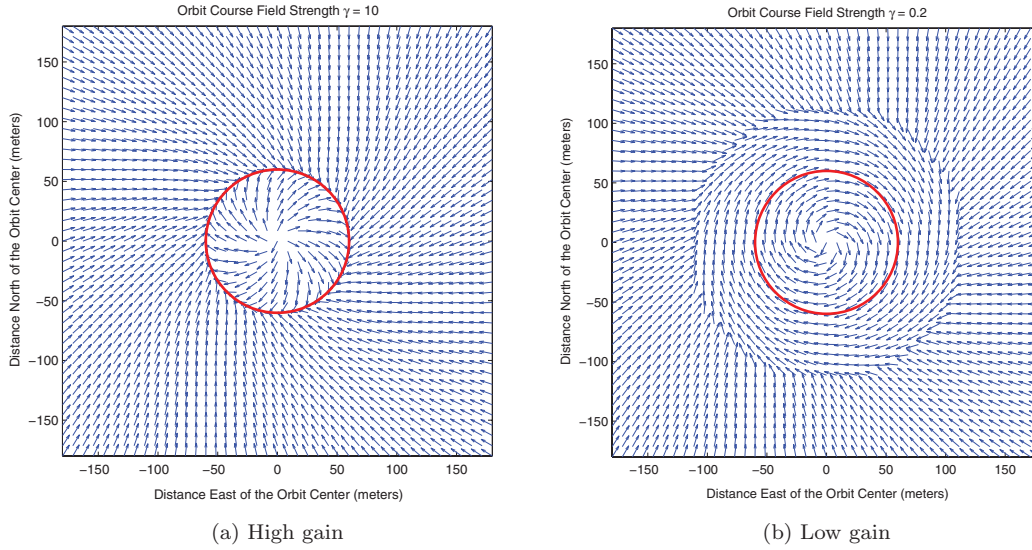 Orbit Course Field Strength γ = 10
150
100
50
0
−50
−100
−150
Distance North of the Orbit Center (meters)
−150 −100 −50 0 50 100 150
Distance East of the Orbit Center (meters)
(a) High gain
Orbit Course Field Strength γ = 0.2
150
100
50
0
−50
−100
−150
Distance North of the Orbit Center (meters)
−150 −100 −50 0 50 100 150
Distance East of the Orbit Center (meters)
(b) Low gain